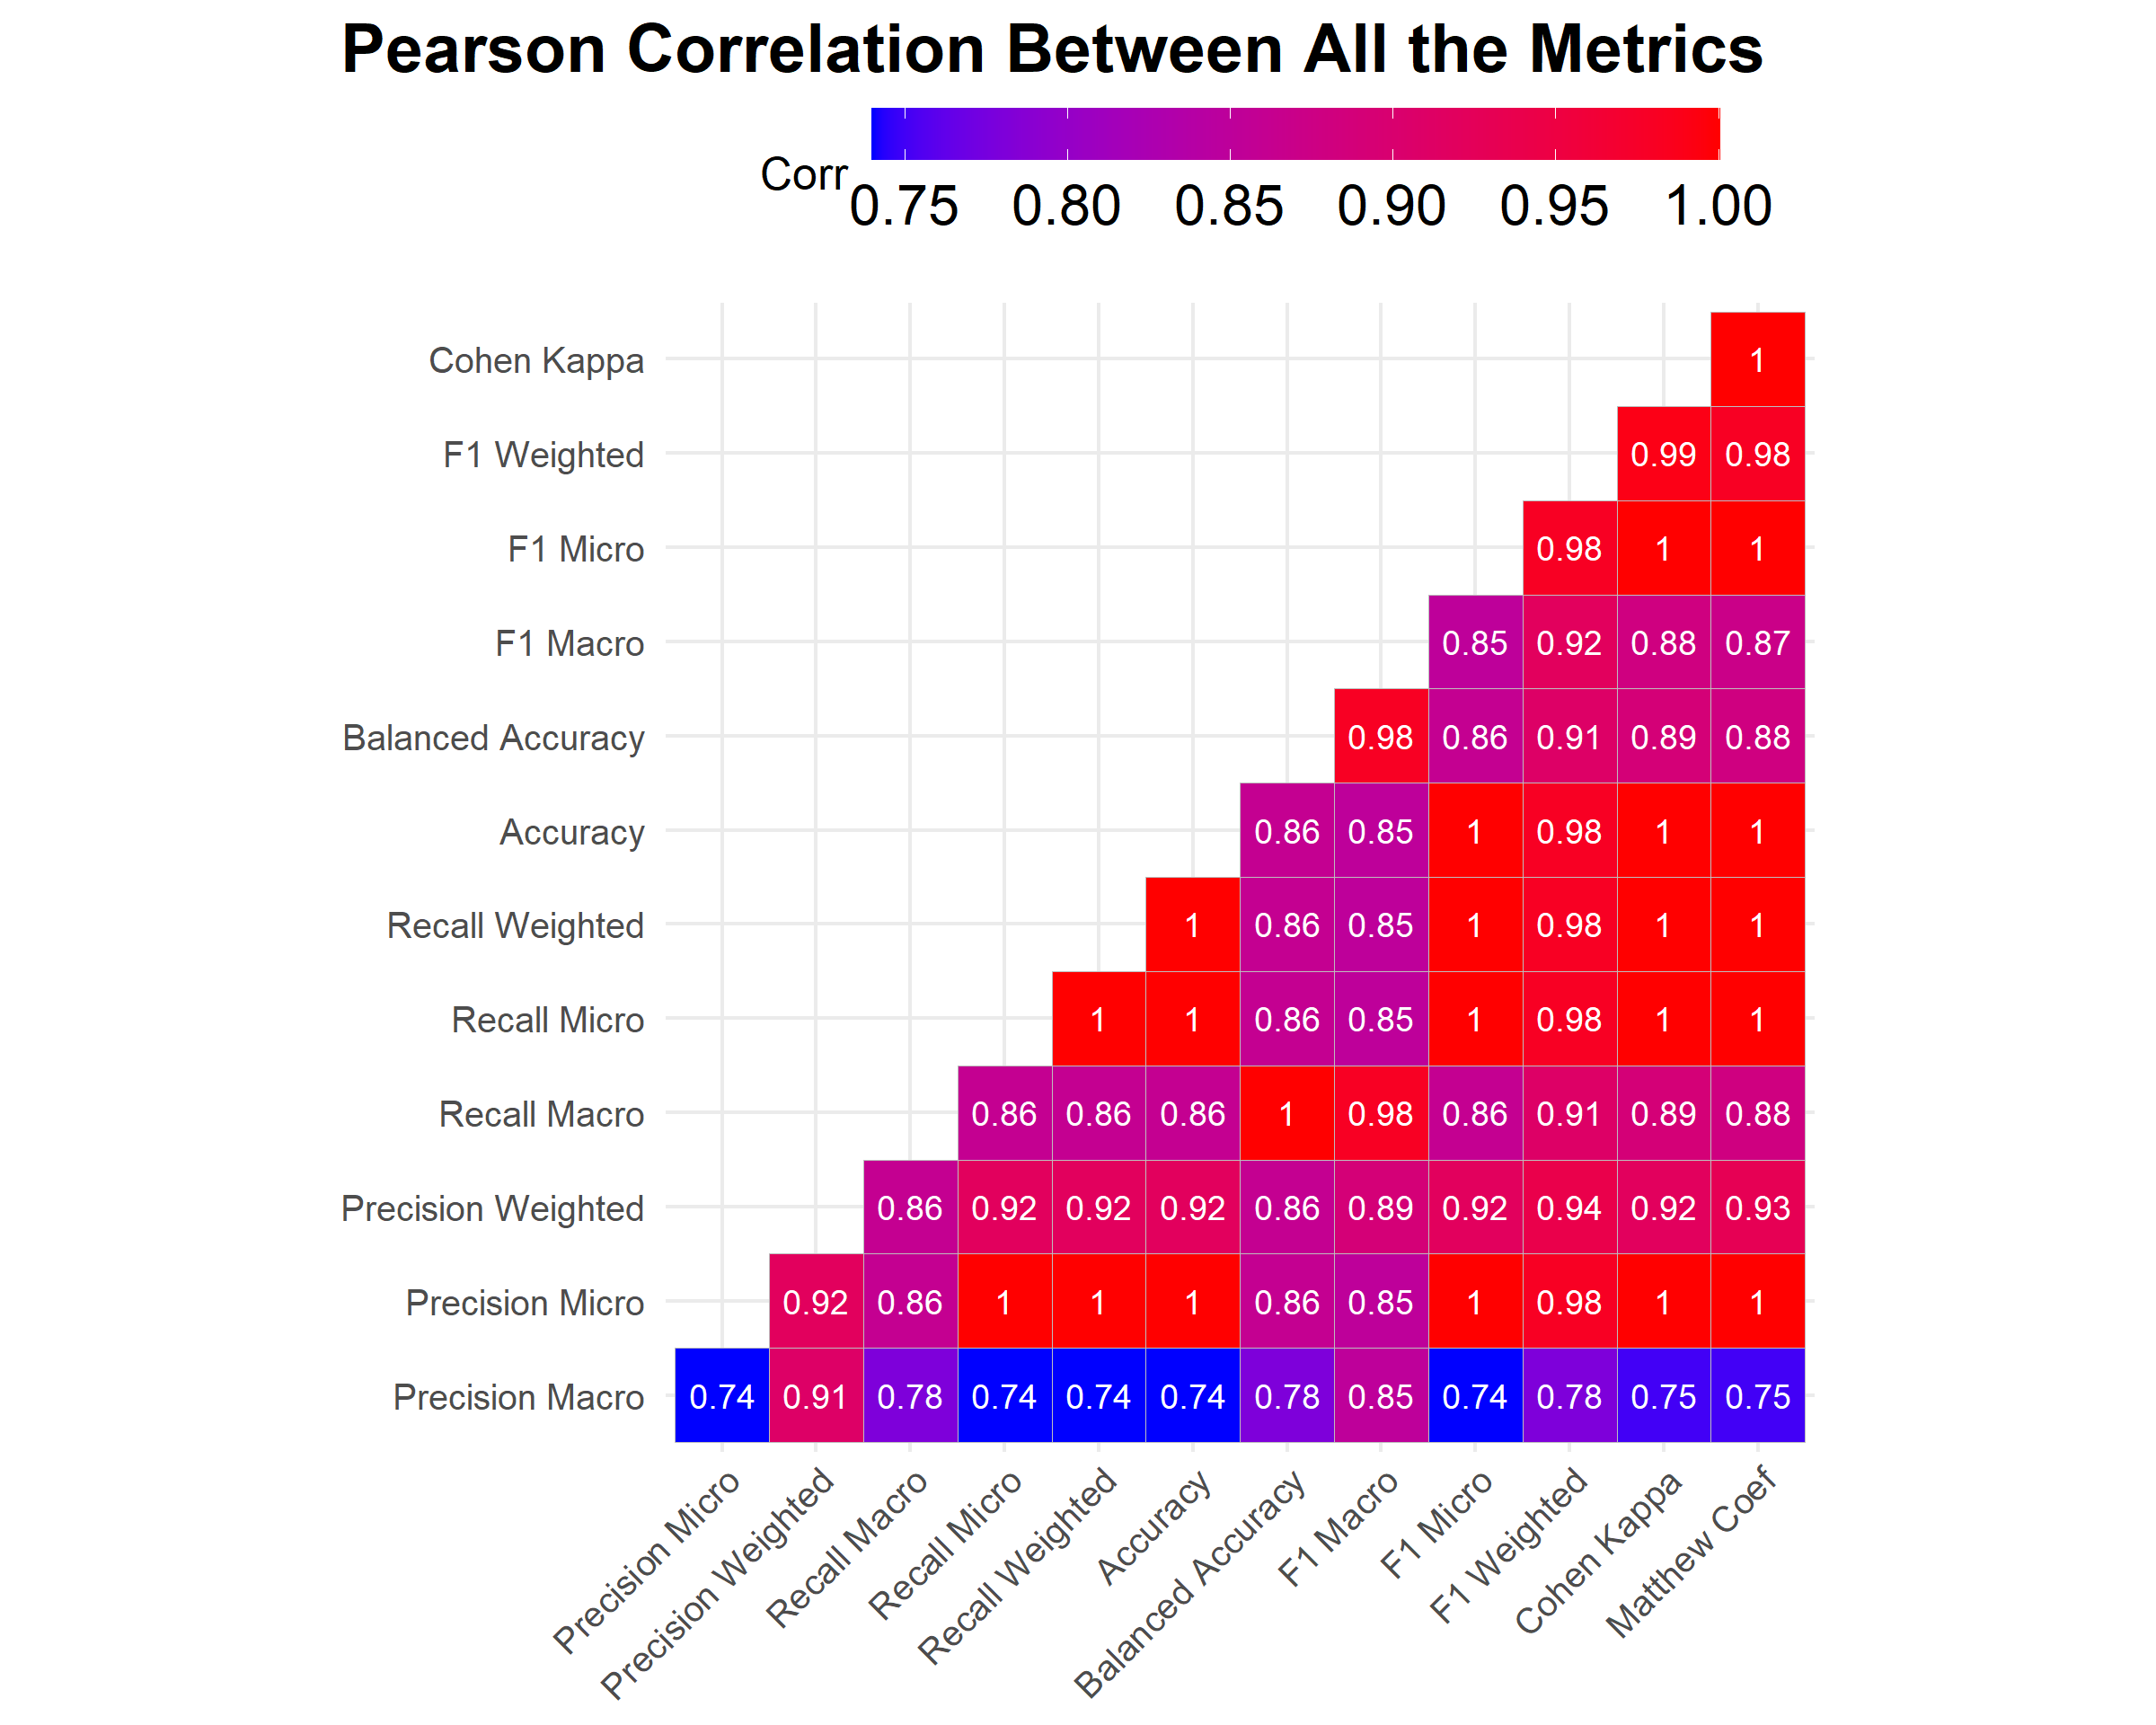 Pearson Correlation Between All the Metrics
Corr
0.75 0.80 0.85 0.90 0.95 1.00
Cohen Kappa 1
F1 Weighted 0.99 0.98
F1 Micro 0.98 1 1
F1 Macro 0.85 0.92 0.88 0.87
Balanced Accuracy 0.98 0.86 0.91 0.89 0.88
Accuracy 0.86 0.85 1 0.98 1 1
Recall Weighted 1 0.86 0.85 1 0.98 1 1
Recall Micro 1 1 0.86 0.85 1 0.98 1 1
Recall Macro 0.86 0.86 0.86 1 0.98 0.86 0.91 0.89 0.88
Precision Weighted 0.86 0.92 0.92 0.92 0.86 0.89 0.92 0.94 0.92 0.93
Precision Micro 0.92 0.86 1 1 1 0.86 0.85 1 0.98 1 1
Precision Macro 0.74 0.91 0.78 0.74 0.74 0.74 0.78 0.85 0.74 0.78 0.75 0.75
Precision Micro
Precision Weighted
Recall Macro
Recall Micro
Recall Weighted
Accuracy
Balanced Accuracy
F1 Macro
F1 Micro
F1 Weighted
Cohen Kappa
Matthew Coef